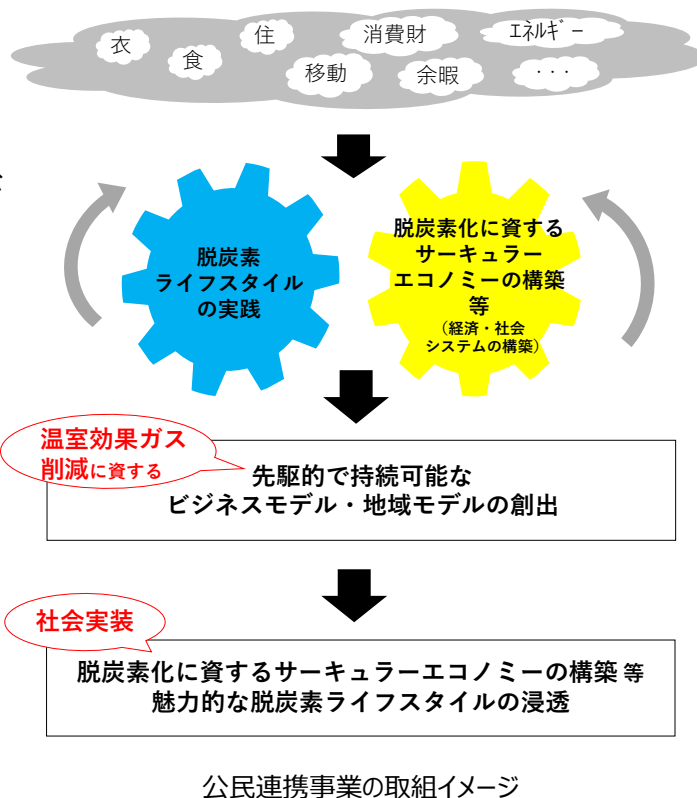 衣
食
住
消費財
ｴﾈﾙｷﾞｰ
移動
余暇
・・・
脱炭素
ライフスタイル
の実践
脱炭素化に資する
サーキュラー
エコノミーの構築
等
（経済・社会
システムの構築）
温室効果ガス
削減に資する
先駆的で持続可能な
ビジネスモデル・地域モデルの創出
社会実装
脱炭素化に資するサーキュラーエコノミーの構築 等
魅力的な脱炭素ライフスタイルの浸透
公民連携事業の取組イメージ